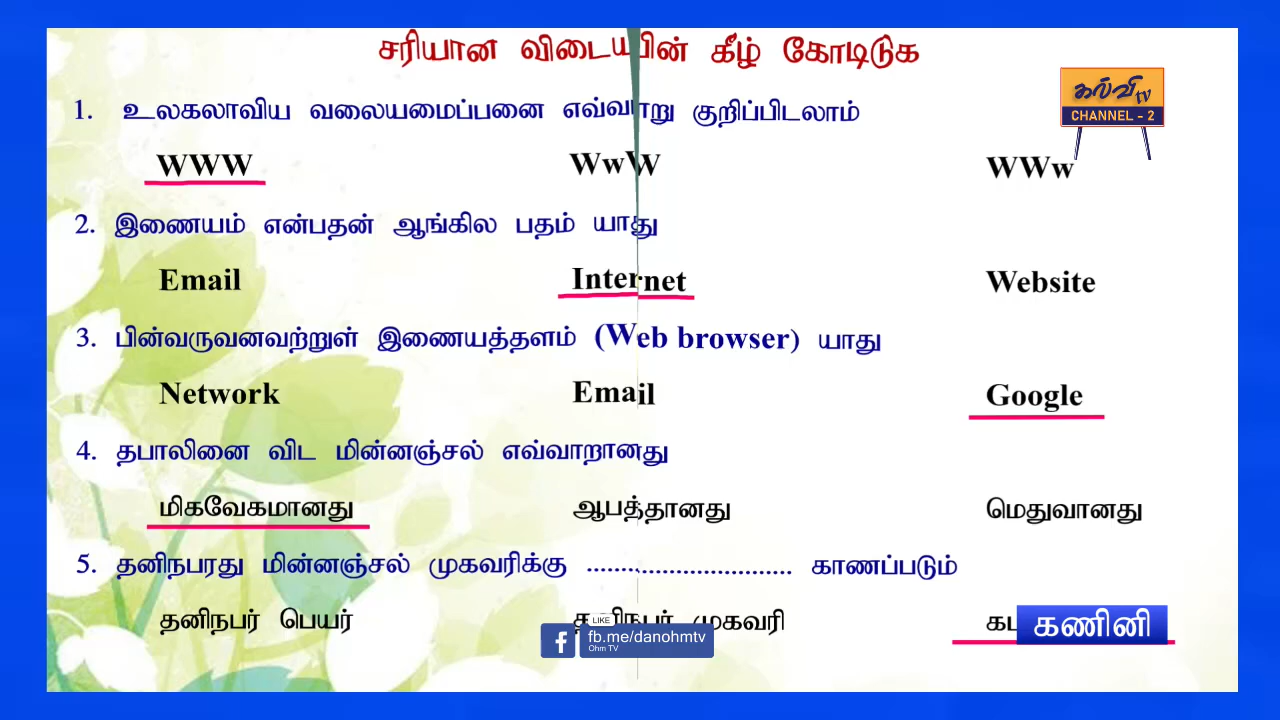 சரியான விடையின் கீழ் கோடிடுக
கல்வி tv
CHANNEL - 2
1. உலகலாவிய வலையமைப்பனை எவ்வாறு குறிப்பிடலாம்
WWW WwW WWw
2. இணையம் என்பதன் ஆங்கில பதம் யாது
Email Internet Website
3. பின்வருவனவற்றுள் இணையத்தளம் (Web browser) யாது
Network Email Google
4. தபாலினை விட மின்னஞ்சல் எவ்வாறானது
மிகவேகமானது ஆபத்தானது மெதுவானது
5. தனிநபரது மின்னஞ்சல் முகவரிக்கு ................................ காணப்படும்
தனிநபர் பெயர் தனிநபர் முகவரி
கணினி
LIKE
f fb.me/danohmtv
Ohm TV